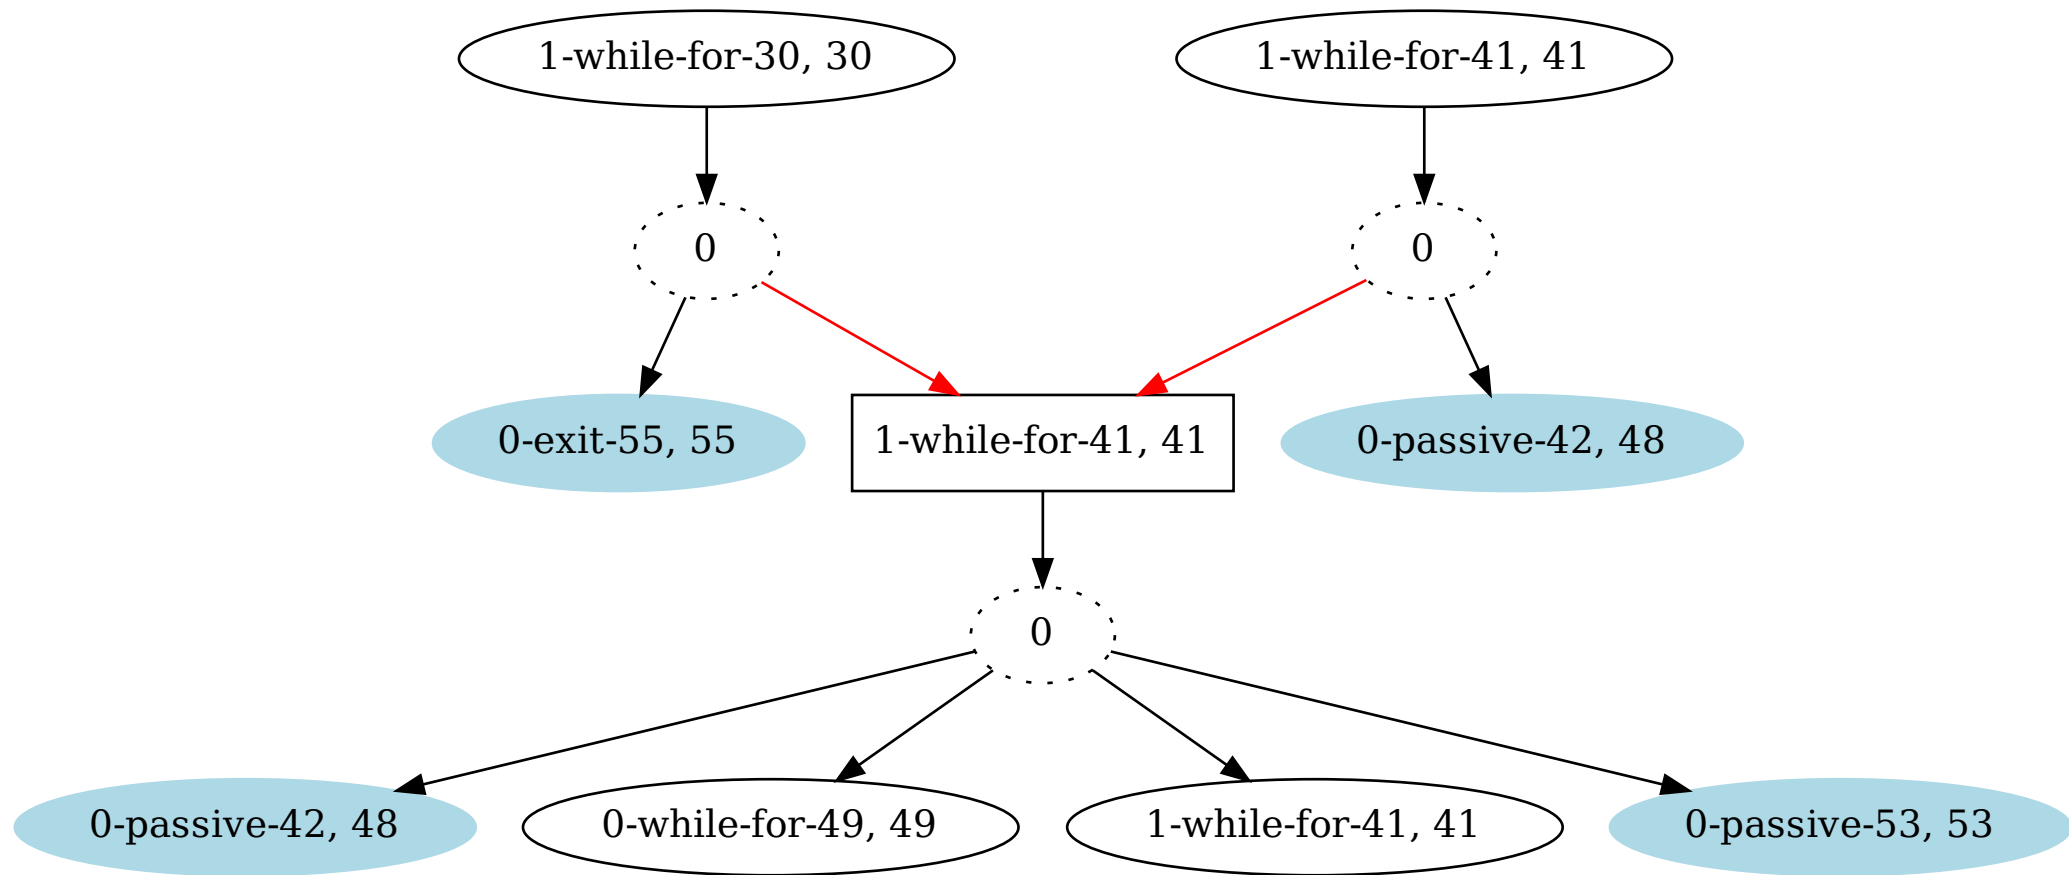 1-while-for-30, 30
1-while-for-41, 41
0
0
0-exit-55, 55
1-while-for-41, 41
0-passive-42, 48
0
0-passive-42, 48
0-while-for-49, 49
1-while-for-41, 41
0-passive-53, 53